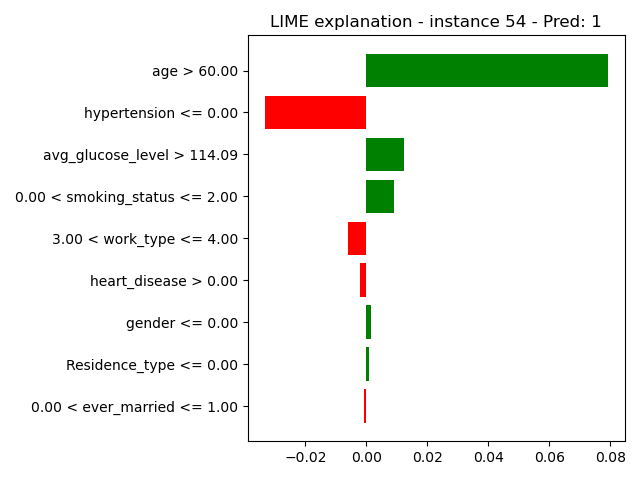 LIME explanation - instance 54 - Pred: 1
age > 60.00
hypertension <= 0.00
avg_glucose_level > 114.09
0.00 < smoking_status <= 2.00
3.00 < work_type <= 4.00
heart_disease > 0.00
gender <= 0.00
Residence_type <= 0.00
0.00 < ever_married <= 1.00
−0.02 0.00 0.02 0.04 0.06 0.08